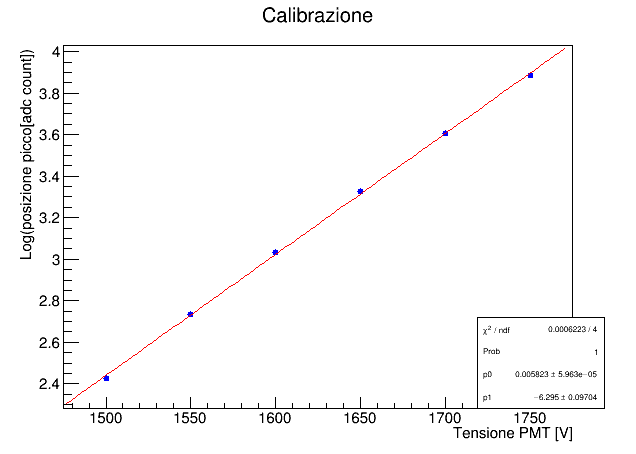 Calibrazione
Log(posizione picco[adc count])
4
3.8
3.6
3.4
3.2
3
2.8
2.6
2.4
1500 1550 1600 1650 1700 1750
Tensione PMT [V]
χ² / ndf 0.0006223 / 4
Prob 1
p0 0.005823 ± 5.963e−05
p1 −6.295 ± 0.09704